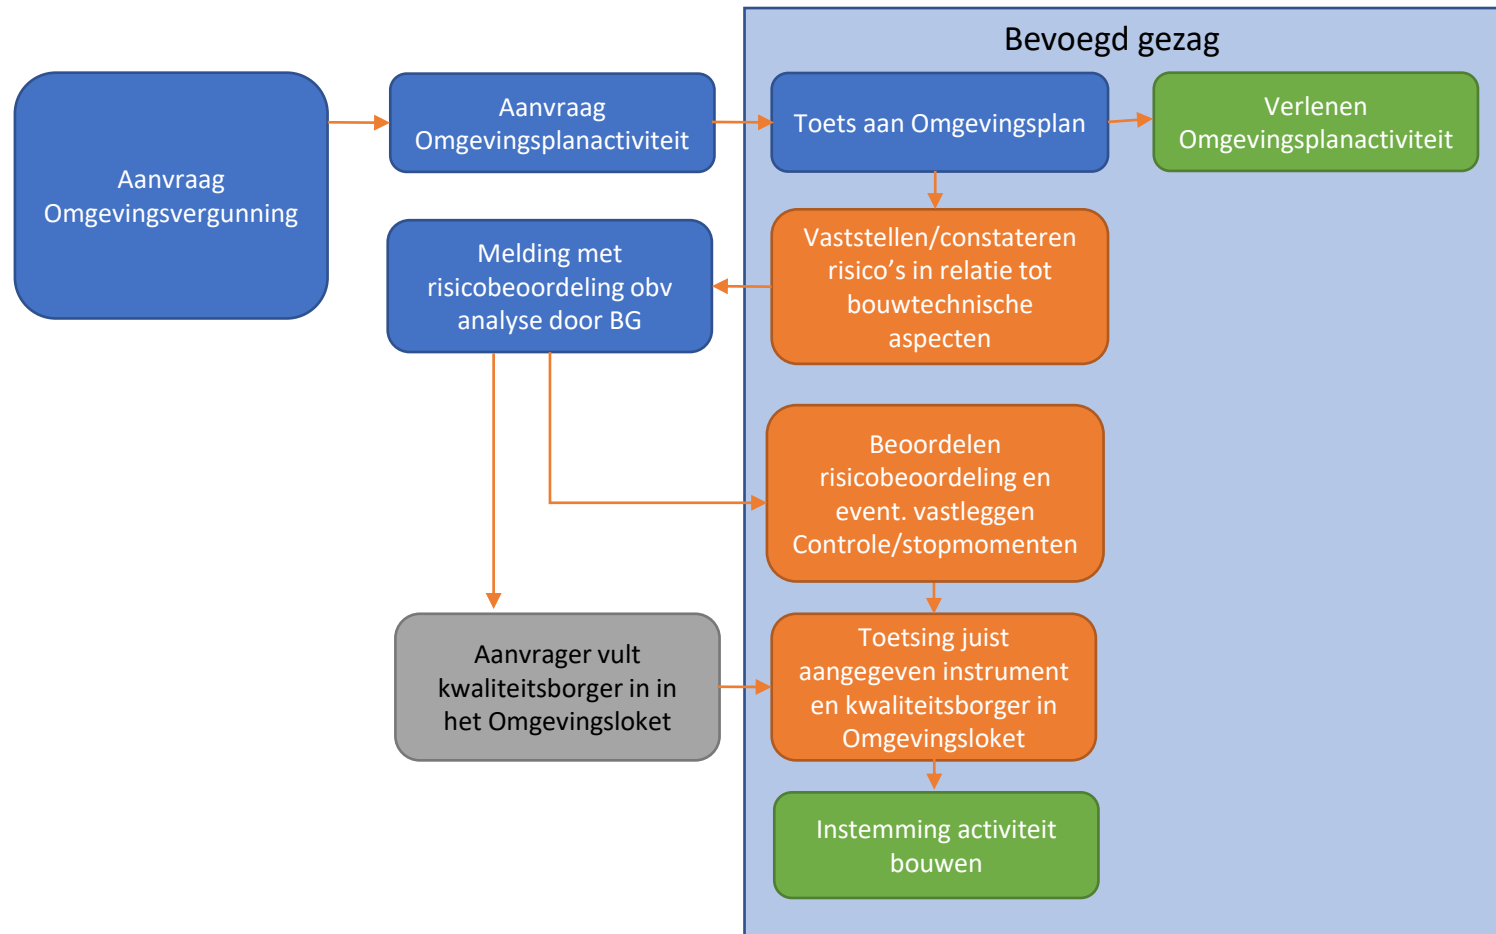 Bevoegd gezag
Aanvraag
Omgevingsvergunning
Aanvraag
Omgevingsplanactiviteit
Toets aan Omgevingsplan
Verlenen
Omgevingsplanactiviteit
Vaststellen/constateren
risico's in relatie tot
bouwtechnische
aspecten
Melding met
risicobeoordeling obv
analyse door BG
Beoordelen
risicobeoordeling en
event. vastleggen
Controle/stopmomenten
Aanvrager vult
kwaliteitsborger in in
het Omgevingsloket
Toetsing juist
aangegeven instrument
en kwaliteitsborger in
Omgevingsloket
Instemming activiteit
bouwen